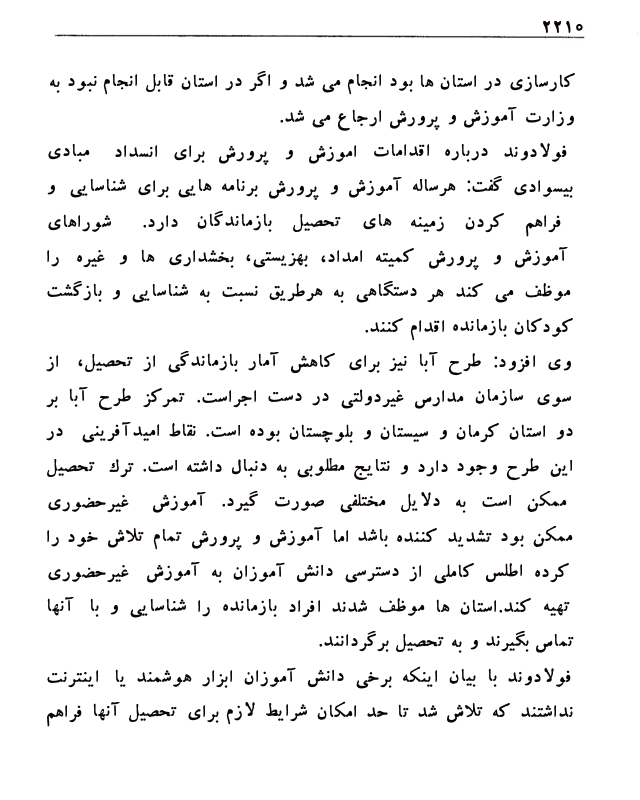 ۲۲۱۵
کارسازی در استان ها بود انجام می شد و اگر در استان قابل انجام نبود به
وزارت آموزش و پرورش ارجاع می شد.
فولادوند درباره اقدامات اموزش و پرورش برای انسداد مبادی
بیسوادی گفت: هرساله آموزش و پرورش برنامه هایی برای شناسایی و
فراهم کردن زمینه های تحصیل بازماندگان دارد. شوراهای
آموزش و پرورش کمیته امداد، بهزیستی، بخشداری ها و غیره را
موظف می کند هر دستگاهی به هرطریق نسبت به شناسایی و بازگشت
کودکان بازمانده اقدام کنند.
وی افزود: طرح آبا نیز برای کاهش آمار بازماندگی از تحصیل، از
سوی سازمان مدارس غیردولتی در دست اجراست. تمرکز طرح آبا بر
دو استان کرمان و سیستان و بلوچستان بوده است. نقاط امیدآفرینی در
این طرح وجود دارد و نتایج مطلوبی به دنبال داشته است. ترك تحصیل
ممکن است به دلایل مختلفی صورت گیرد. آموزش غیرحضوری
ممکن بود تشدید کننده باشد اما آموزش و پرورش تمام تلاش خود را
کرده اطلس کاملی از دسترسی دانش آموزان به آموزش غیرحضوری
تهیه کند.استان ها موظف شدند افراد بازمانده را شناسایی و با آنها
تماس بگیرند و به تحصیل برگردانند.
فولادوند با بیان اینکه برخی دانش آموزان ابزار هوشمند یا اینترنت
نداشتند که تلاش شد تا حد امکان شرایط لازم برای تحصیل آنها فراهم